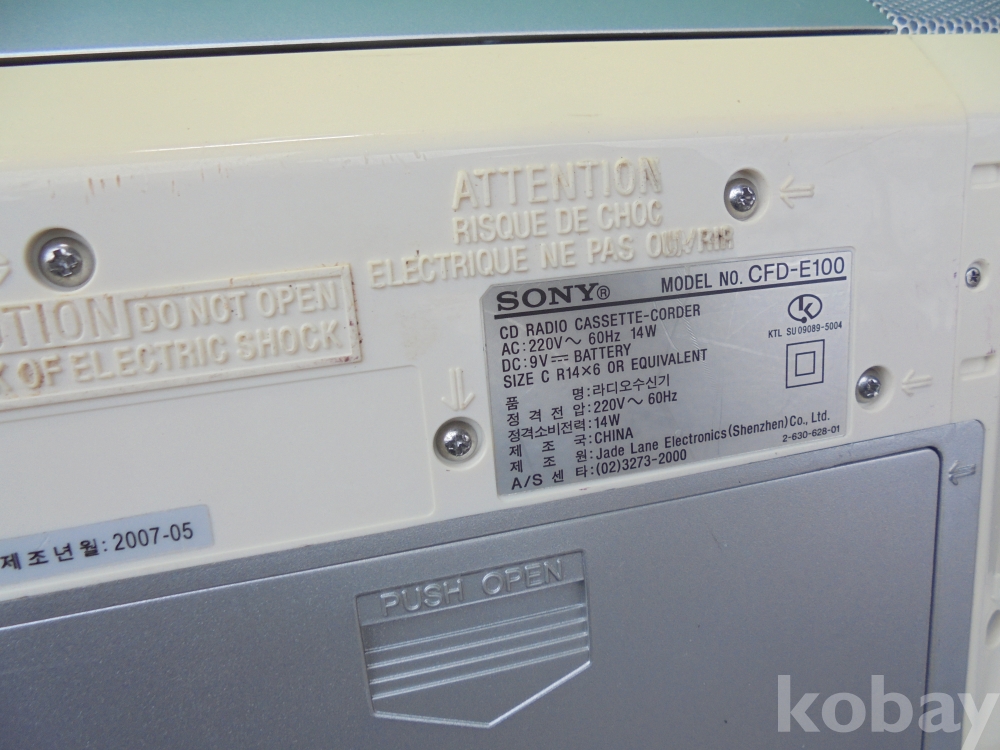 ATTENTION
RISQUE DE CHOC
ELECTRIQUE NE PAS OUVRIR
DO NOT OPEN
OF ELECTRIC SHOCK
SONY® MODEL NO. CFD-E100
CD RADIO CASSETTE-CORDER
AC:220V～ 60Hz 14W
DC:9V⎓ BATTERY
SIZE C R14×6 OR EQUIVALENT
KTL SU09089-5004
품 명:라디오수신기
정 격 전 압:220V～ 60Hz
정격소비전력:14W
제 조 국:CHINA
제 조 원:Jade Lane Electronics(Shenzhen)Co., Ltd.
A/S 센 타:(02)3273-2000
2-630-628-01
제조년월:2007-05
PUSH OPEN
kobay